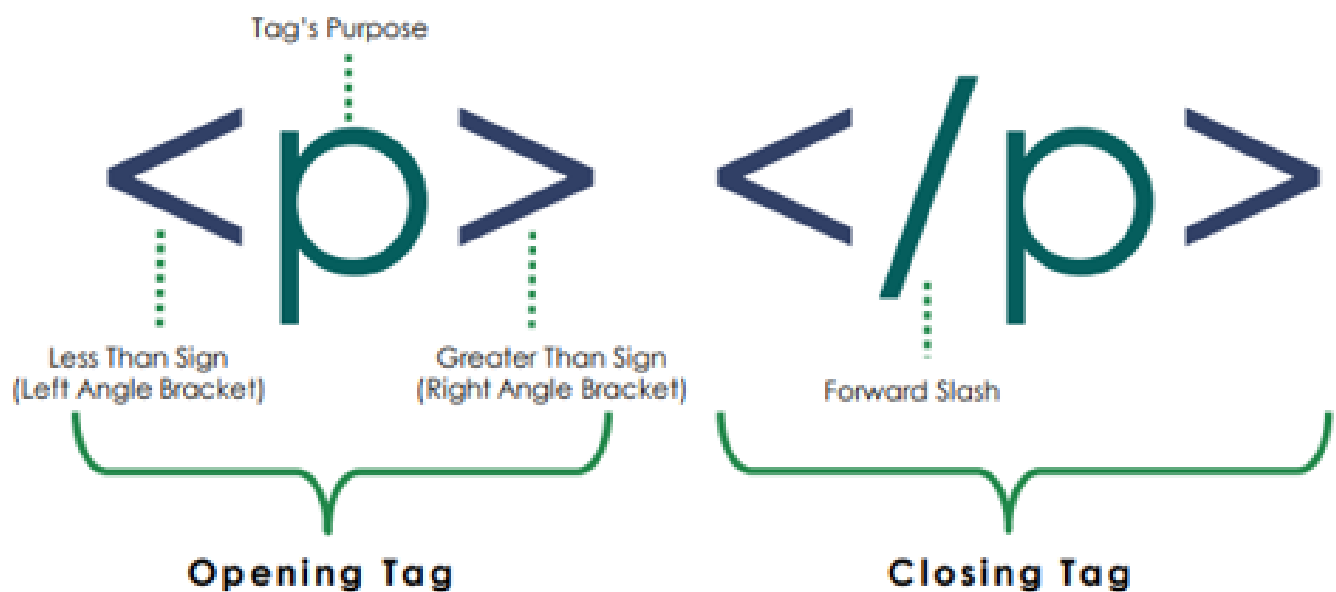 Tag's Purpose
<p> </p>
Less Than Sign
(Left Angle Bracket)
Greater Than Sign
(Right Angle Bracket)
Forward Slash
Opening Tag
Closing Tag